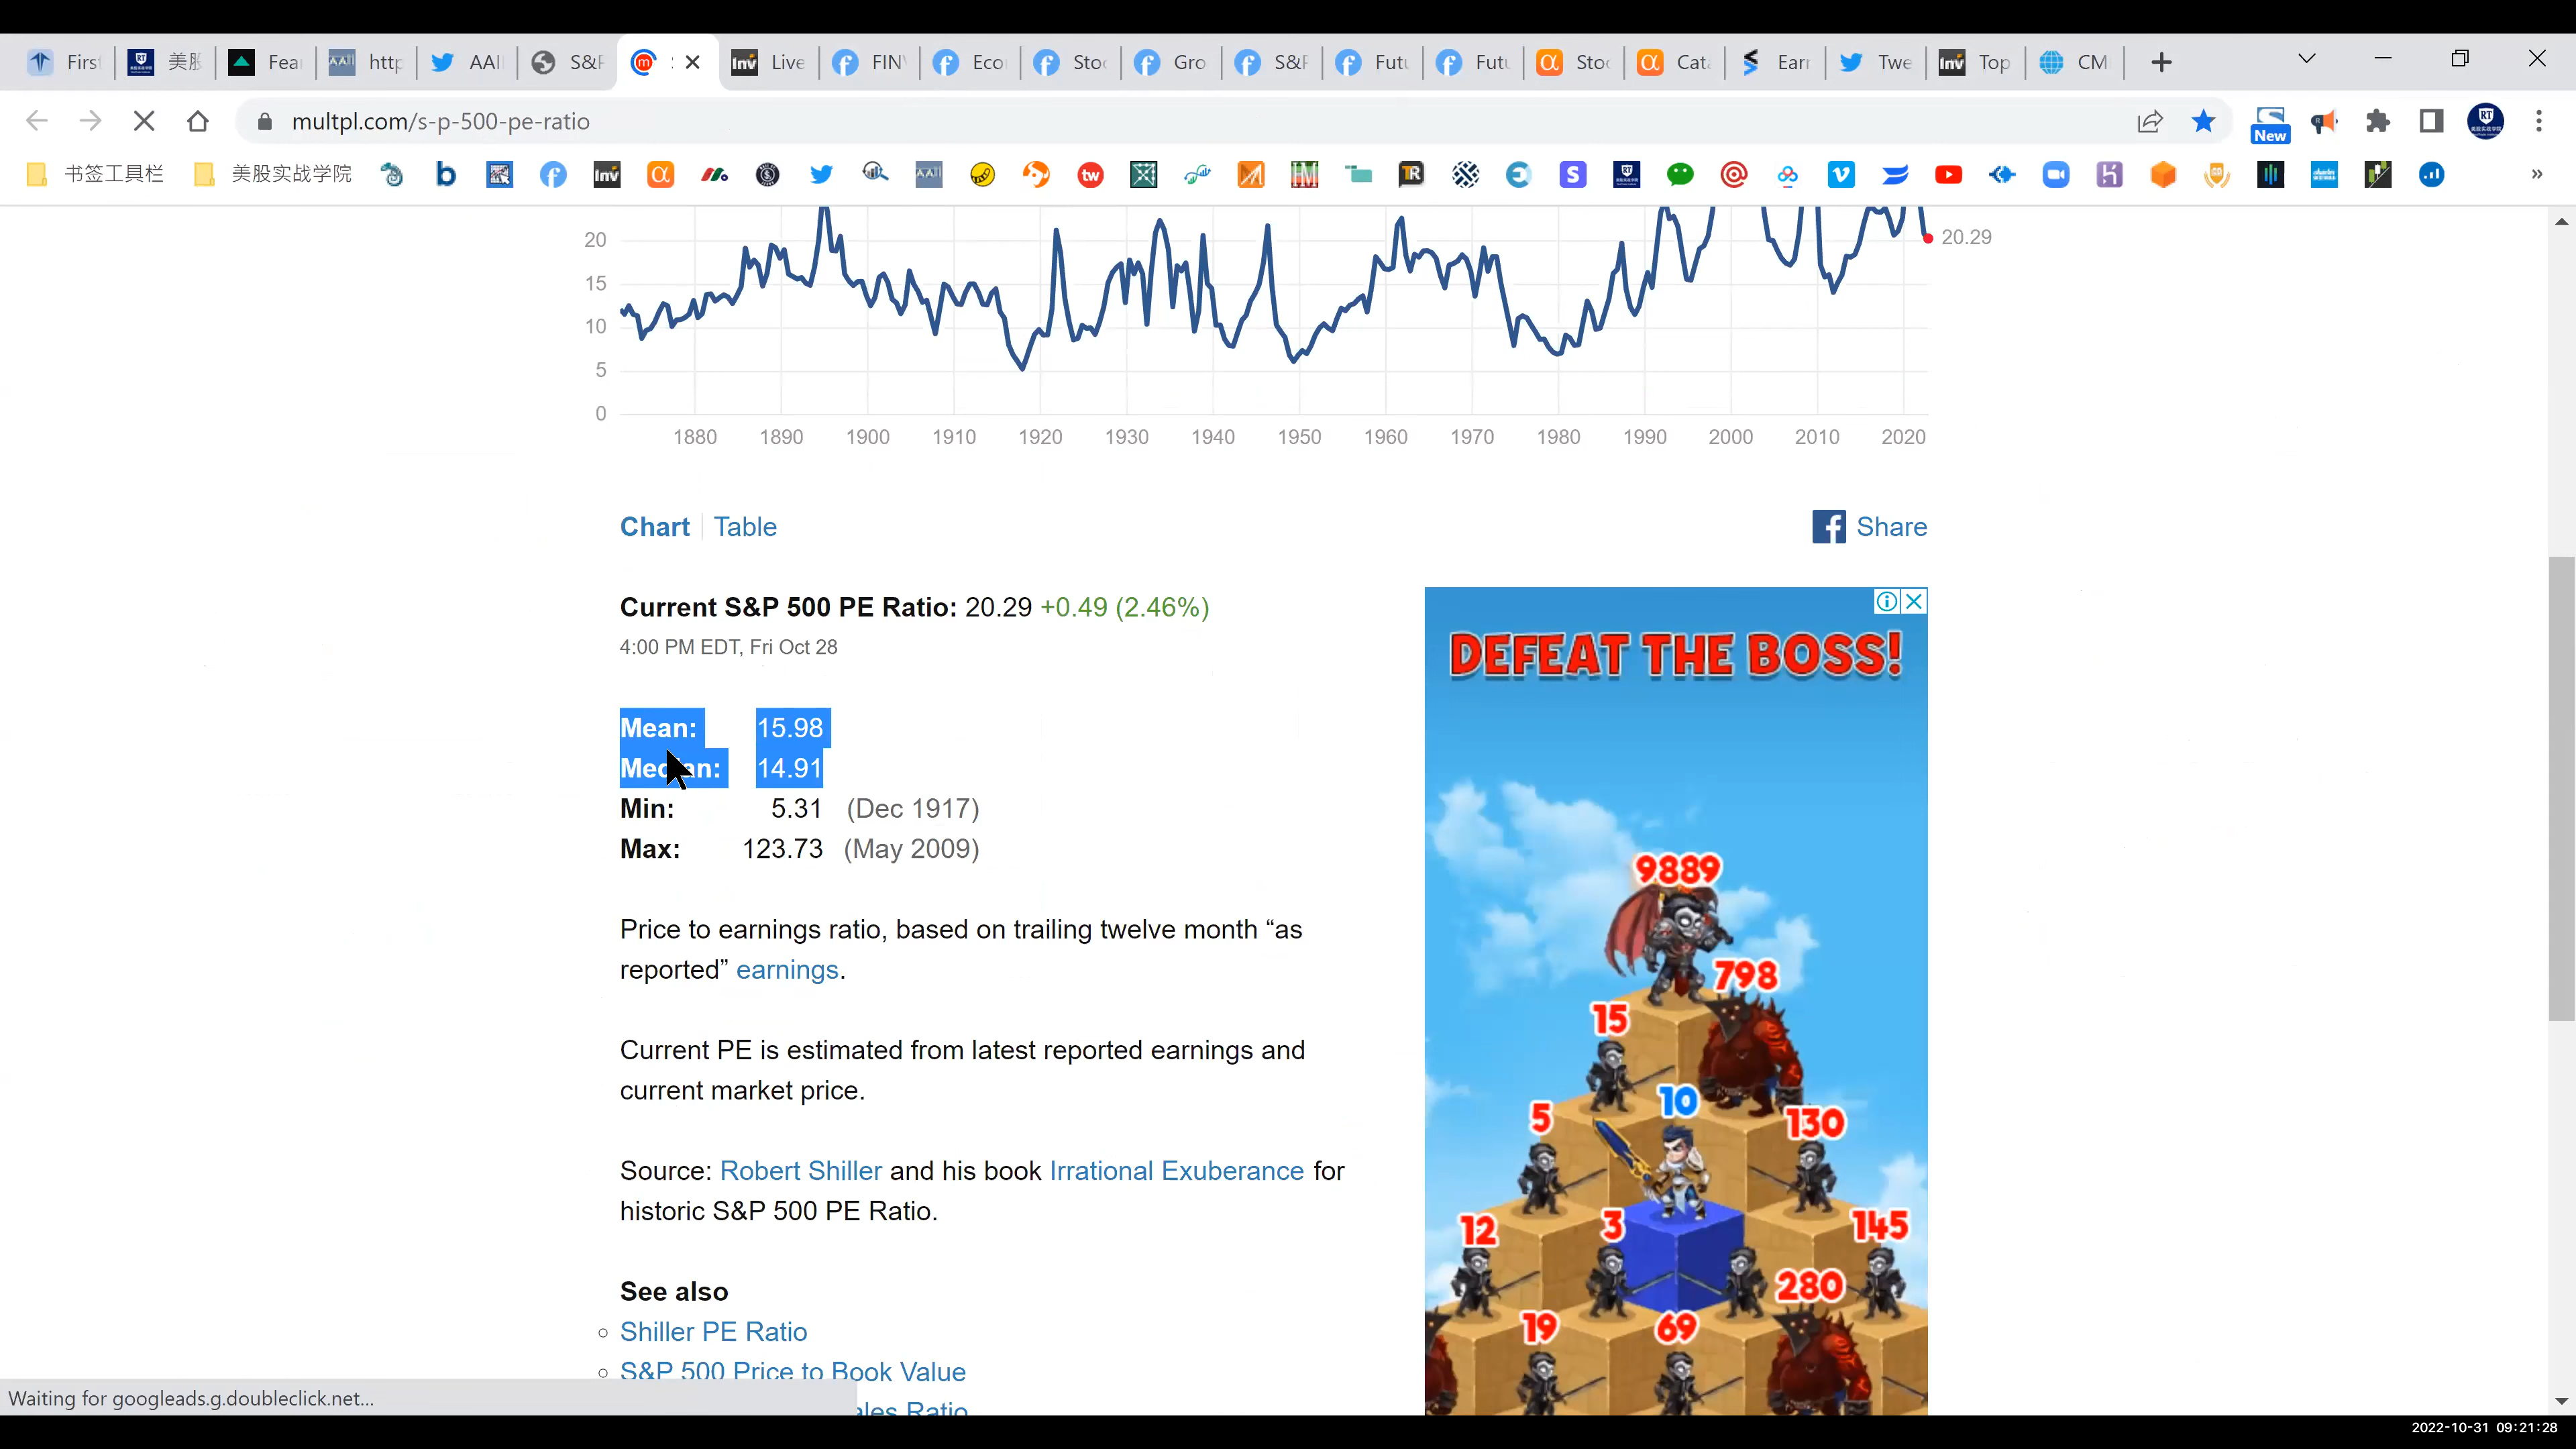 Firs 美股 Fea http AAI S&P Live FIN Eco Stoc Gro S&P Futu Futu Stoc Cata Earn Twe Top CM
multpl.com/s-p-500-pe-ratio
New
书签工具栏 美股实战学院
20
20.29
15
10
5
0
1880 1890 1900 1910 1920 1930 1940 1950 1960 1970 1980 1990 2000 2010 2020
Chart Table Share
Current S&P 500 PE Ratio: 20.29 +0.49 (2.46%)
4:00 PM EDT, Fri Oct 28
Mean: 15.98
Median: 14.91
Min: 5.31 (Dec 1917)
Max: 123.73 (May 2009)
Price to earnings ratio, based on trailing twelve month “as
reported” earnings.
Current PE is estimated from latest reported earnings and
current market price.
Source: Robert Shiller and his book Irrational Exuberance for
historic S&P 500 PE Ratio.
See also
Shiller PE Ratio
S&P 500 Price to Book Value
ales Ratio
DEFEAT THE BOSS!
9889
798
15
10
5
130
12
3
145
280
19
69
Waiting for googleads.g.doubleclick.net...
2022-10-31 09:21:28